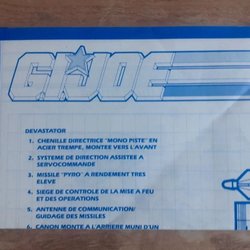 G.I.JOE
DEVASTATOR
1. CHENILLE DIRECTRICE "MONO PISTE" EN
ACIER TREMPE, MONTEE VERS L'AVANT
2. SYSTEME DE DIRECTION ASSISTEE A
SERVOCOMMANDE
3. MISSILE "PYRO" A RENDEMENT TRES
ELEVE
4. SIEGE DE CONTROLE DE LA MISE A FEU
ET DES OPERATIONS
5. ANTENNE DE COMMUNICATION/
GUIDAGE DES MISSILES
6. CANON MONTE A L'ARRIERE MUNI D'UN